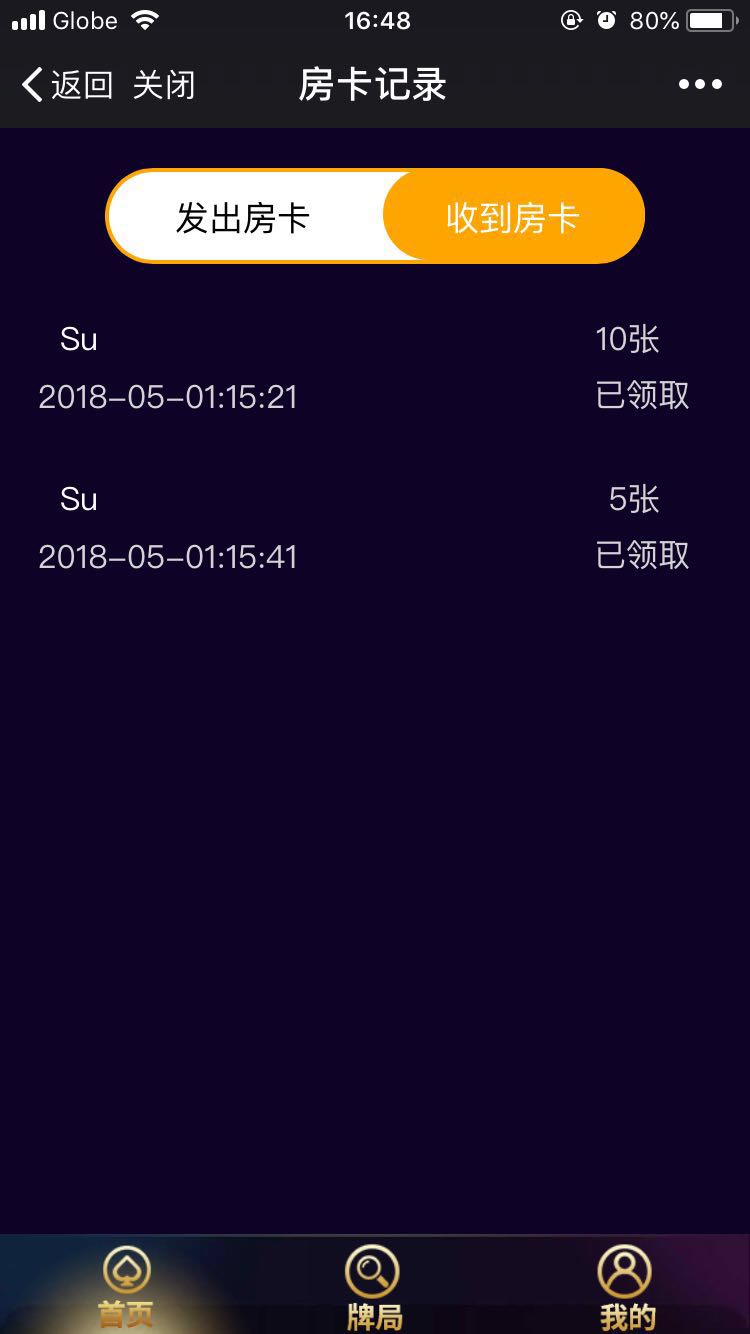 Globe 16:48 80%
返回 关闭 房卡记录
发出房卡 收到房卡
Su 10张
2018-05-01:15:21 已领取
Su 5张
2018-05-01:15:41 已领取
首页 牌局 我的